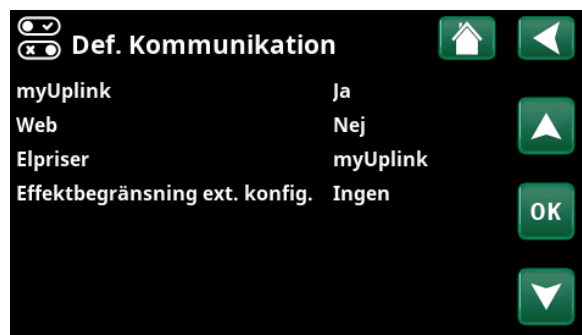 Def. Kommunikation
myUplink Ja
Web Nej
Elpriser myUplink
Effektbegränsning ext. konfig. Ingen
OK